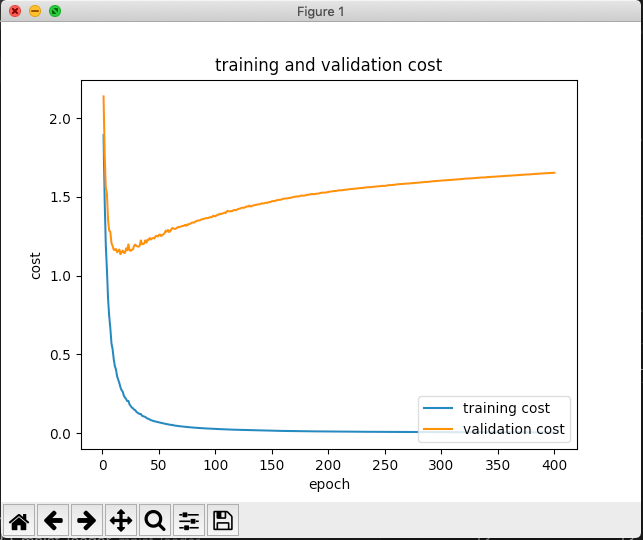 Figure 1
training and validation cost
2.0
1.5
1.0
0.5
0.0
cost
0 50 100 150 200 250 300 350 400
epoch
training cost
validation cost